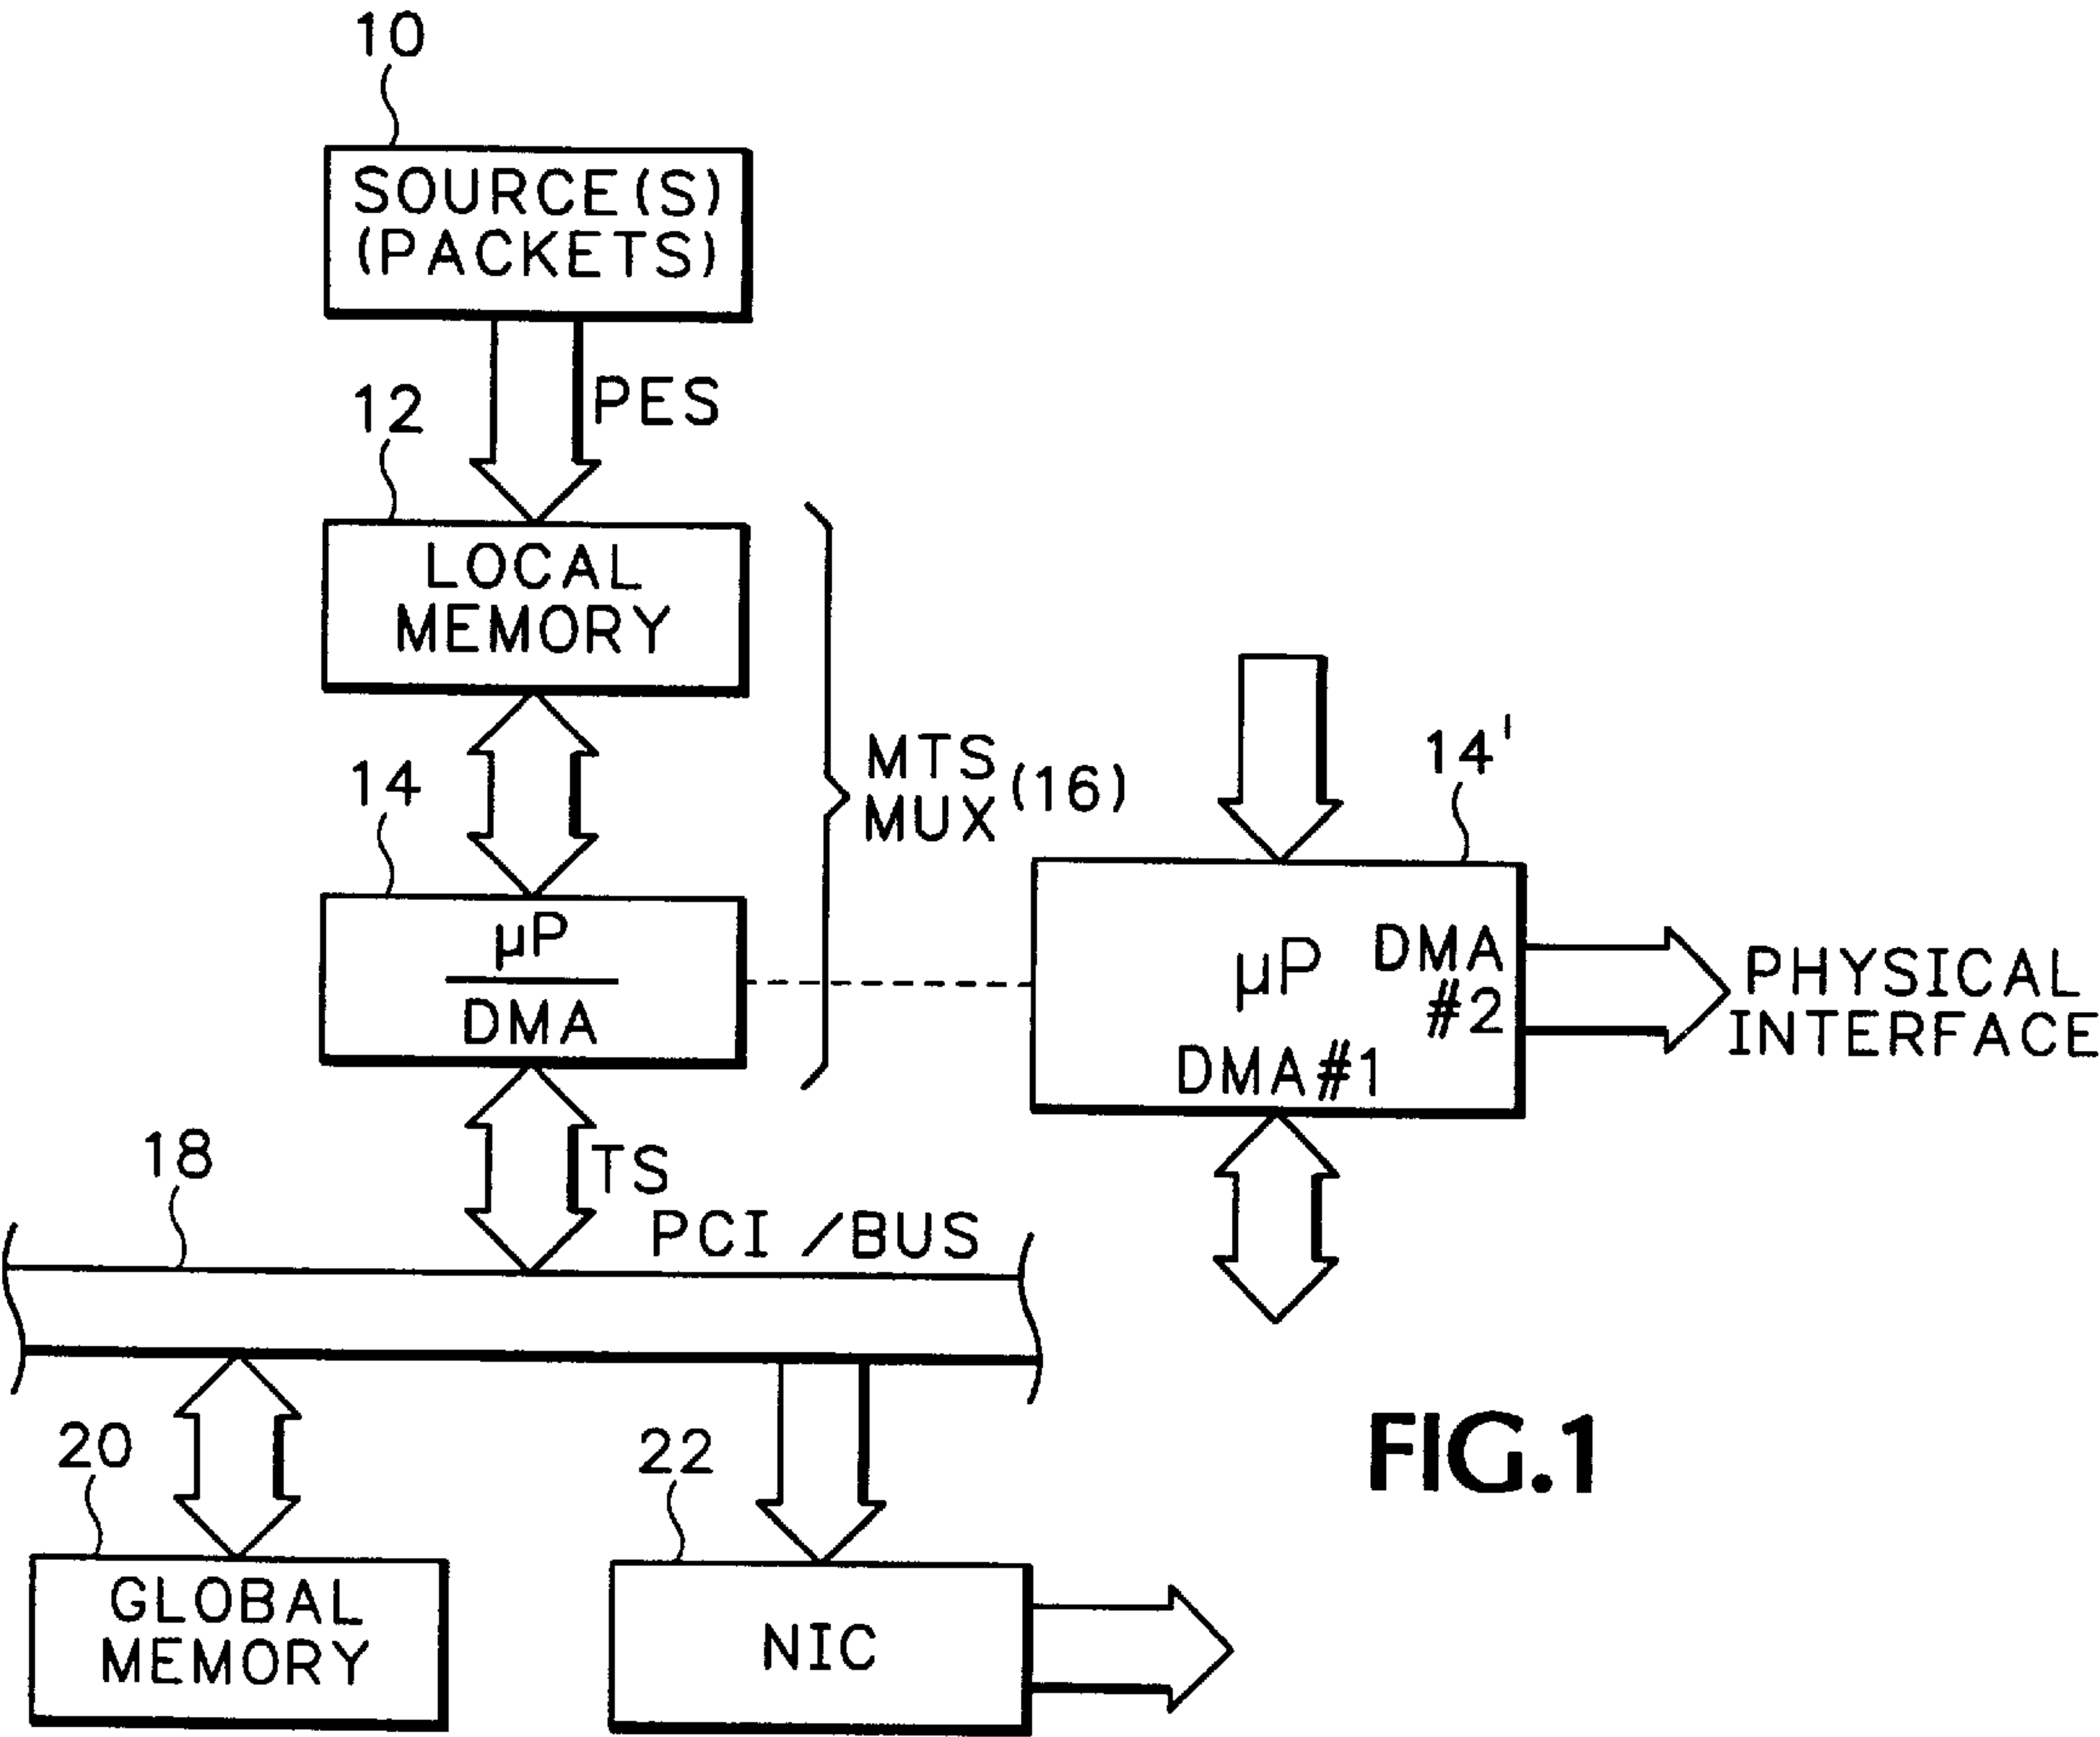 10
SOURCE(S)
(PACKETS)
PES
12
LOCAL
MEMORY
14
µP
DMA
MTS
MUX
(16)
14'
µP
DMA
#2
DMA#1
PHYSICAL
INTERFACE
TS
18
PCI /BUS
20
GLOBAL
MEMORY
22
NIC
FIG.1